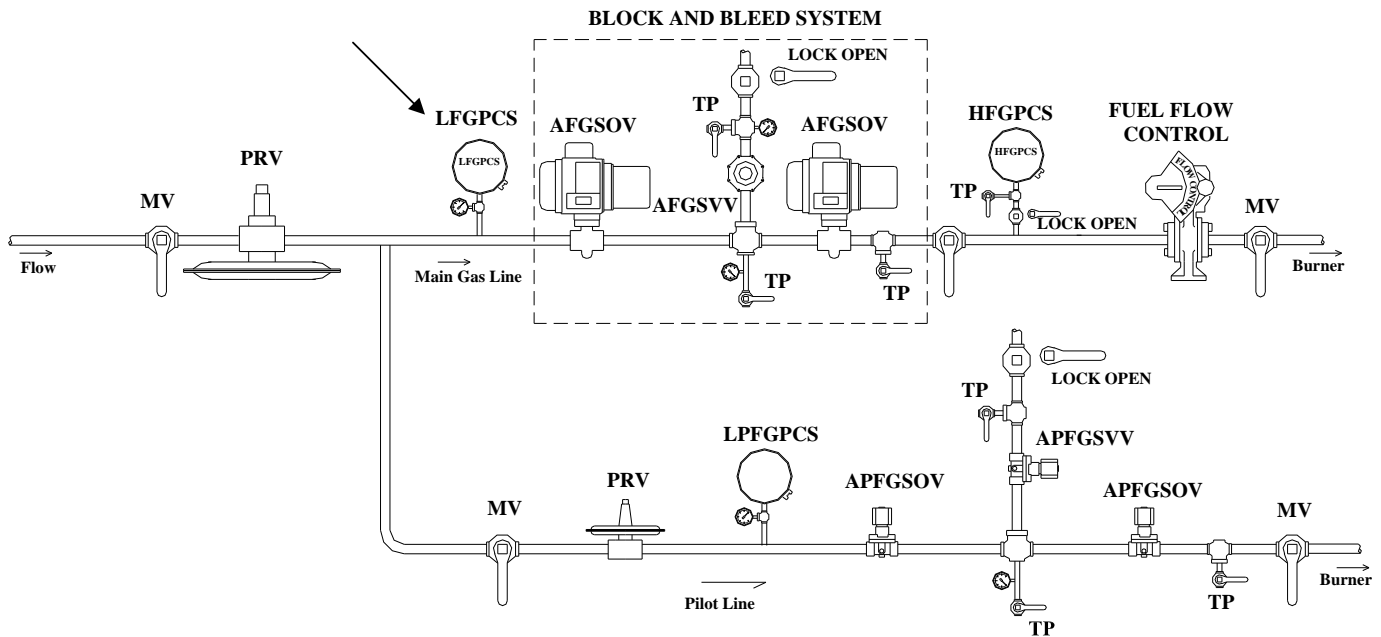 BLOCK AND BLEED SYSTEM
LOCK OPEN
LFGPCS
AFGSOV
TP
AFGSOV
HFGPCS
FUEL FLOW
CONTROL
PRV
LFGPCS
HFGPCS
FLOW CONTROL
MV
AFGSVV
TP
LOCK OPEN
MV
Flow
Main Gas Line
TP
TP
Burner
LOCK OPEN
TP
LPFGPCS
APFGSVV
PRV
APFGSOV
APFGSOV
MV
MV
Pilot Line
TP
TP
Burner